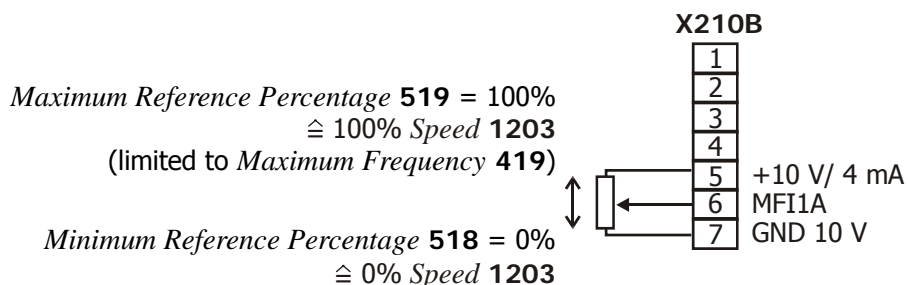 X210B
1
2
3
4
5 +10 V/ 4 mA
6 MFI1A
7 GND 10 V
Maximum Reference Percentage 519 = 100%
≙ 100% Speed 1203
(limited to Maximum Frequency 419)
Minimum Reference Percentage 518 = 0%
≙ 0% Speed 1203